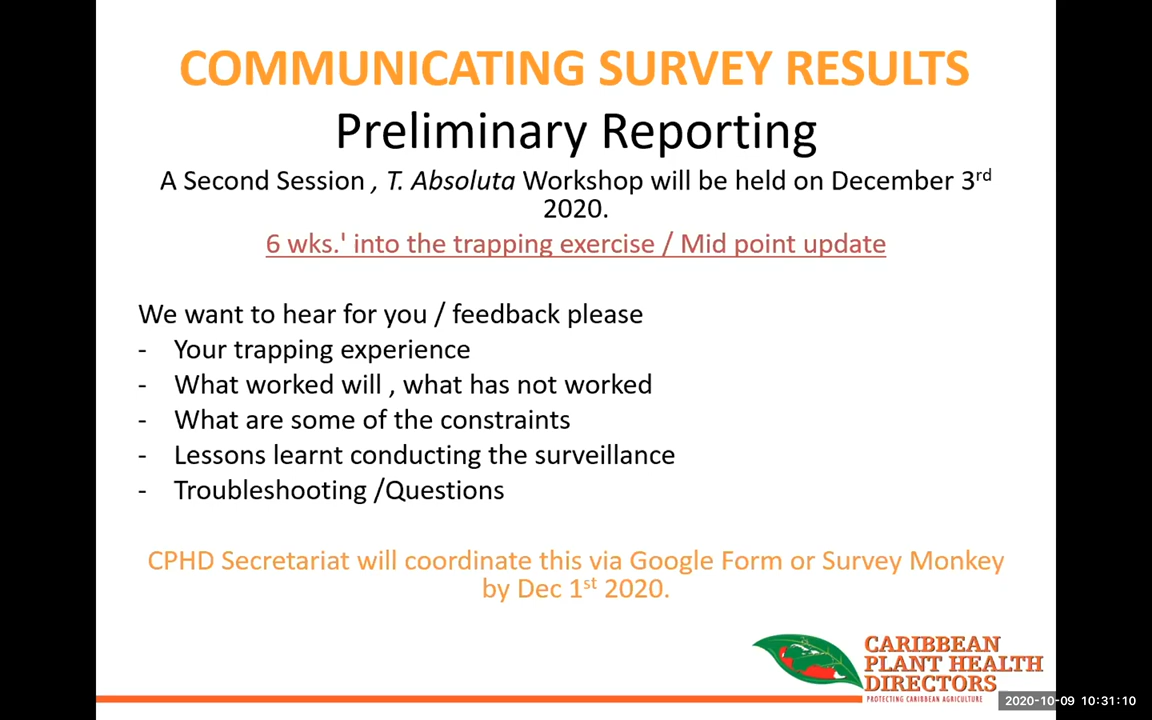 COMMUNICATING SURVEY RESULTS
Preliminary Reporting
A Second Session , T. Absoluta Workshop will be held on December 3rd
2020.
6 wks.' into the trapping exercise / Mid point update
We want to hear for you / feedback please
- Your trapping experience
- What worked will , what has not worked
- What are some of the constraints
- Lessons learnt conducting the surveillance
- Troubleshooting /Questions
CPHD Secretariat will coordinate this via Google Form or Survey Monkey
by Dec 1st 2020.
CARIBBEAN
PLANT HEALTH
DIRECTORS
PROTECTING CARIBBEAN AGRICULTURE
2020-10-09 10:31:10